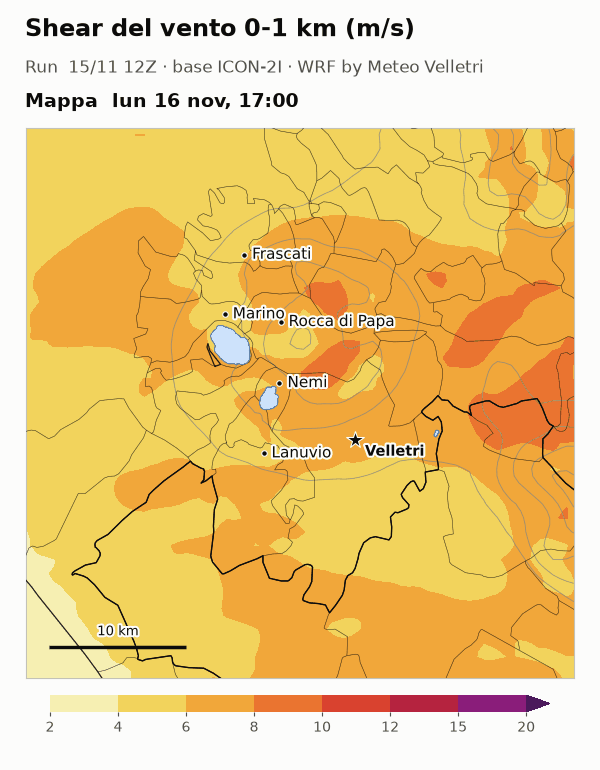 Shear del vento 0-1 km (m/s)
Run  15/11 12Z · base ICON-2I · WRF by Meteo Velletri
Mappa  lun 16 nov, 17:00
Frascati
Marino
Rocca di Papa
Nemi
Velletri
Lanuvio
10 km
2 4 6 8 10 12 15 20